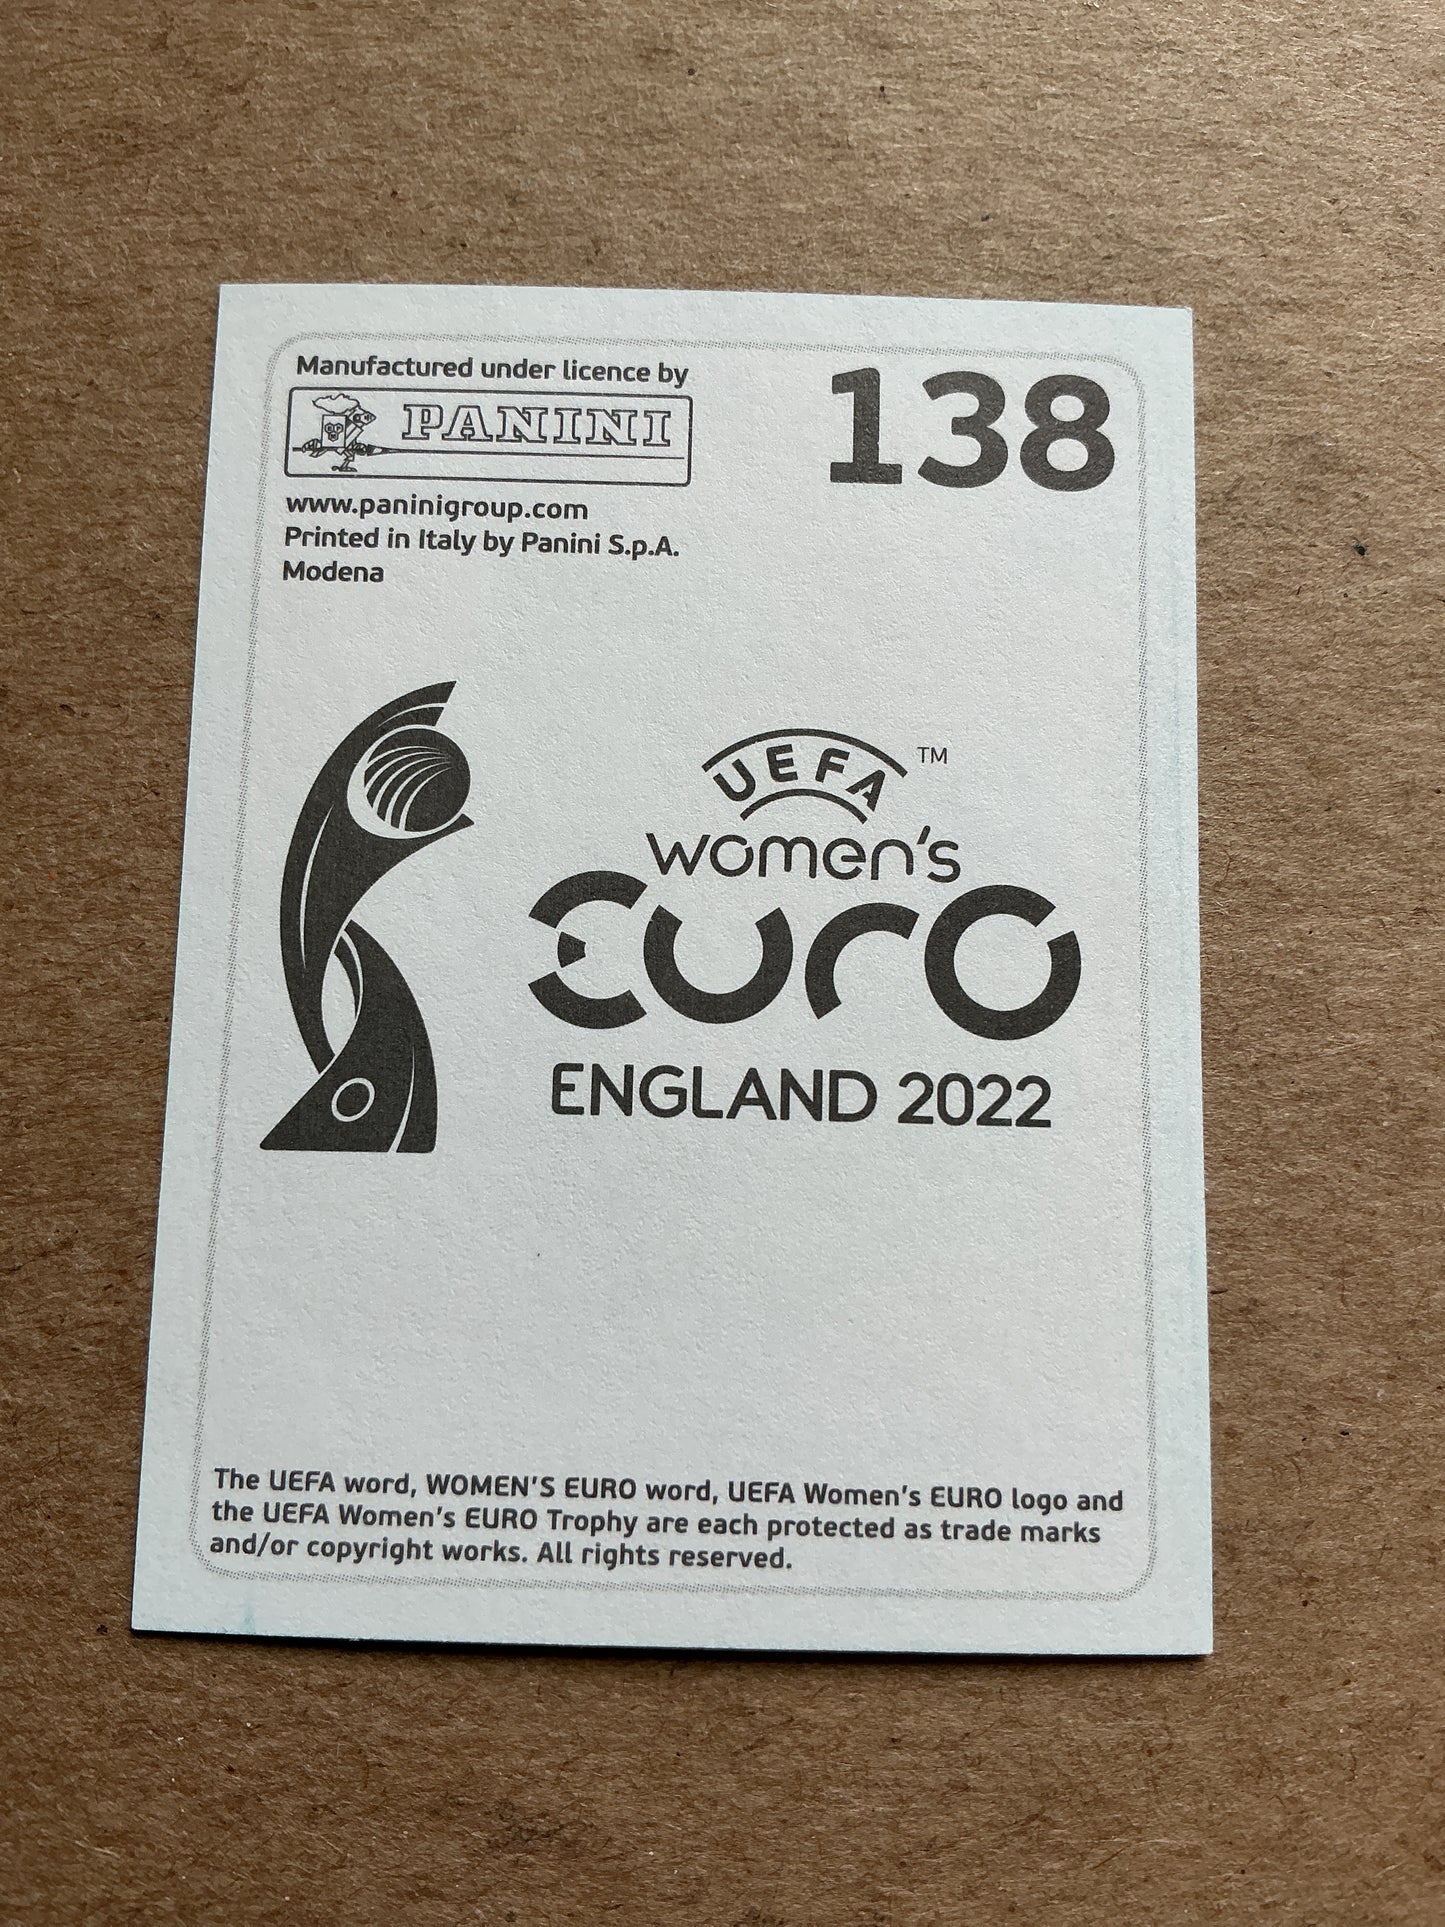 Manufactured under licence by
PANINI
138
www.paninigroup.com
Printed in Italy by Panini S.p.A.
Modena
UEFA TM
women's
EURO
ENGLAND 2022
The UEFA word, WOMEN'S EURO word, UEFA Women's EURO logo and
the UEFA Women's EURO Trophy are each protected as trade marks
and/or copyright works. All rights reserved.